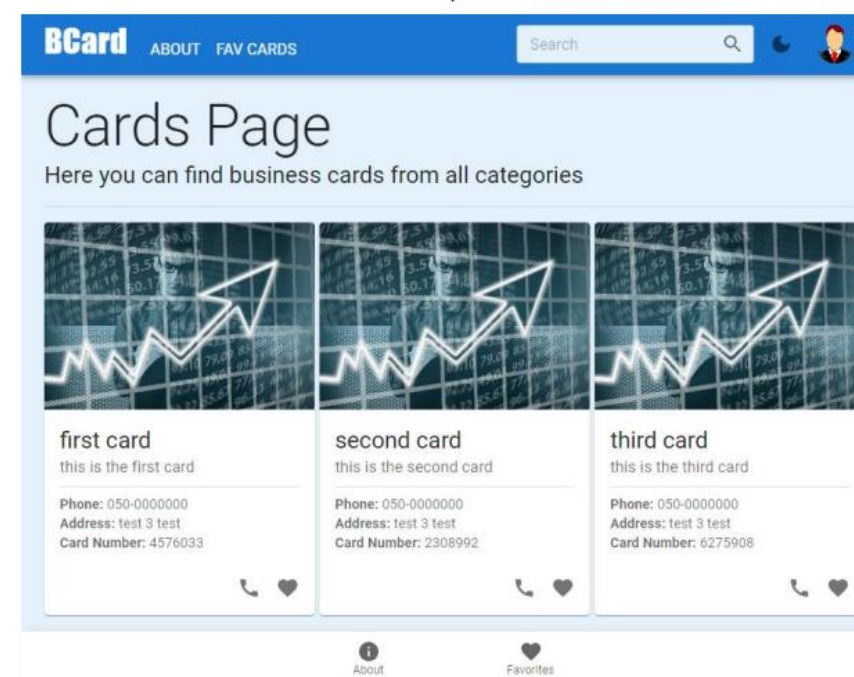 BCard ABOUT FAV CARDS Search
Cards Page
Here you can find business cards from all categories
first card
this is the first card
Phone: 050-0000000
Address: test 3 test
Card Number: 4576033
second card
this is the second card
Phone: 050-0000000
Address: test 3 test
Card Number: 2308992
third card
this is the third card
Phone: 050-0000000
Address: test 3 test
Card Number: 6275908
About
Favorites